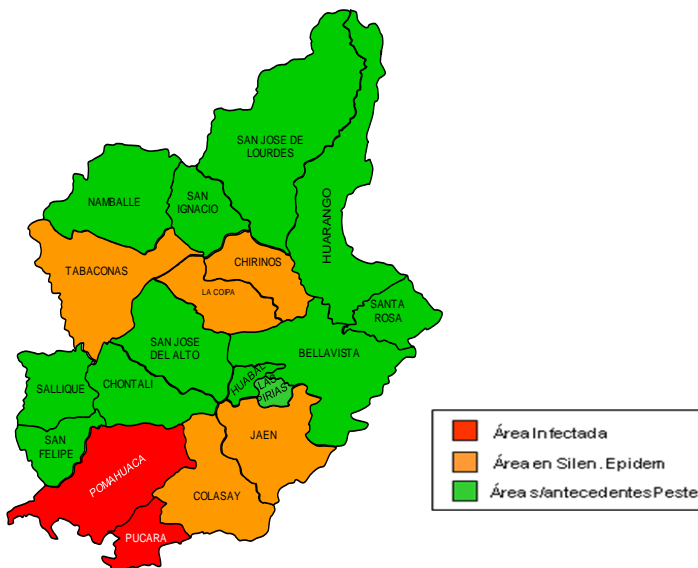 SAN JOSE DE
LOURDES
NAMBALLE
SAN
IGNACIO
HUARANGO
TABACONAS
CHIRINOS
LA COIPA
SANTA
ROSA
SAN JOSE
DEL ALTO
BELLAVISTA
SALLIQUE
CHONTALI
HUABAL
LAS
PIRIAS
SAN
FELIPE
JAEN
POMAHUACA
COLASAY
PUCARA
Área Infectada
Área en Silen. Epidem
Área s/antecedentes Peste